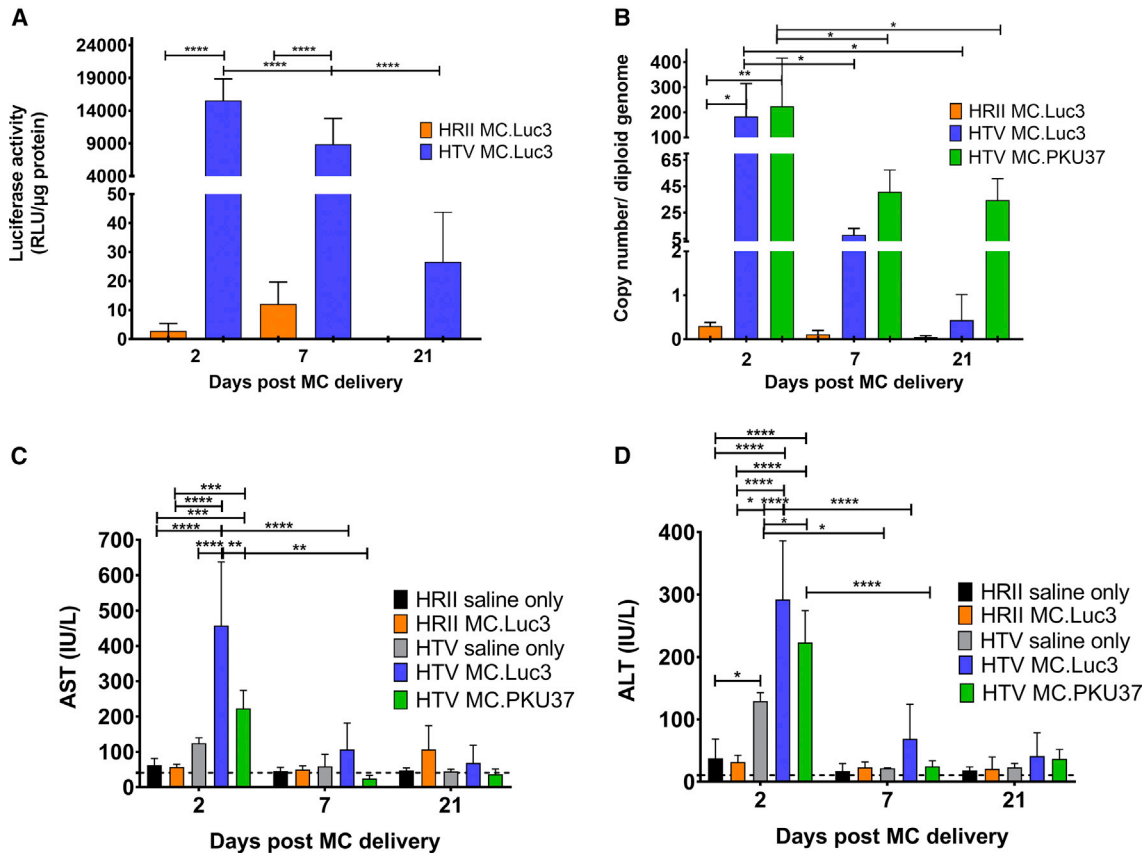 A
24000
19000
14000
9000
4000
50
40
30
20
10
0
Luciferase activity
(RLU/µg protein)
****
****
****
****
HRII MC.Luc3
HTV MC.Luc3
2 7 21
Days post MC delivery
B
400
300
200
100
65
45
25
5
2
1
0
Copy number/ diploid genome
*
*
*
*
**
*
HRII MC.Luc3
HTV MC.Luc3
HTV MC.PKU37
2 7 21
Days post MC delivery
C
700
600
500
400
300
200
100
0
AST (IU/L)
***
****
***
**** ****
**** ** **
HRII saline only
HRII MC.Luc3
HTV saline only
HTV MC.Luc3
HTV MC.PKU37
2 7 21
Days post MC delivery
D
400
300
200
100
0
ALT (IU/L)
****
****
****
****
* **** ****
* *
****
*
HRII saline only
HRII MC.Luc3
HTV saline only
HTV MC.Luc3
HTV MC.PKU37
2 7 21
Days post MC delivery